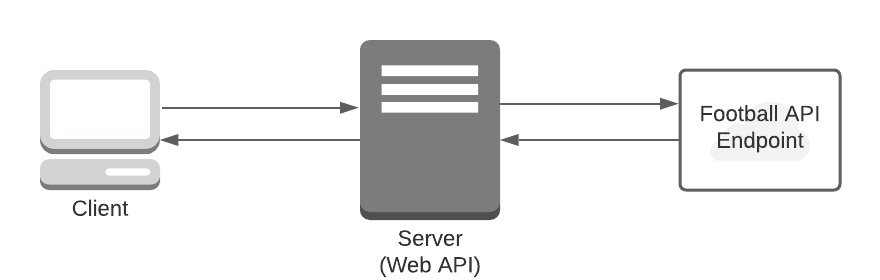 Football API
Endpoint
Client
Server
(Web API)